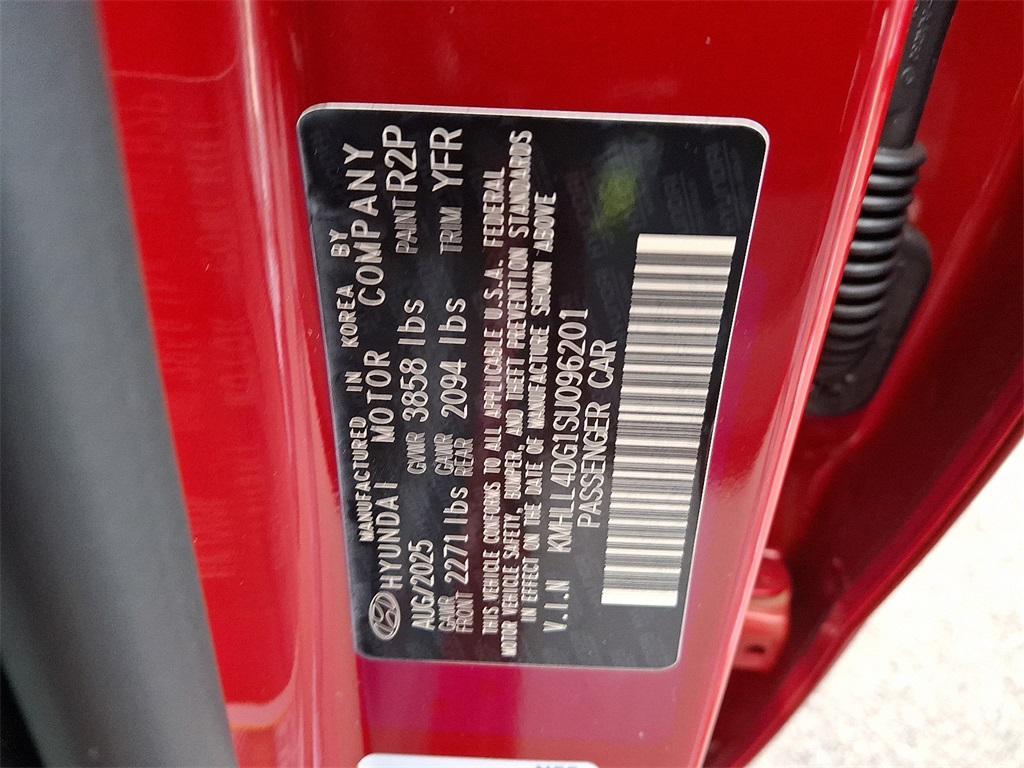 MANUFACTURED IN KOREA BY
HYUNDAI MOTOR COMPANY
AUG/2025 GVWR 3858 lbs PAINT R2P
GAWR FRONT 2271 lbs GAWR REAR 2094 lbs TRIM YFR
THIS VEHICLE CONFORMS TO ALL APPLICABLE U.S.A. FEDERAL
MOTOR VEHICLE SAFETY, BUMPER, AND THEFT PREVENTION STANDARDS
IN EFFECT ON THE DATE OF MANUFACTURE SHOWN ABOVE
V.I.N KMHLL4DG1SU096201
PASSENGER CAR